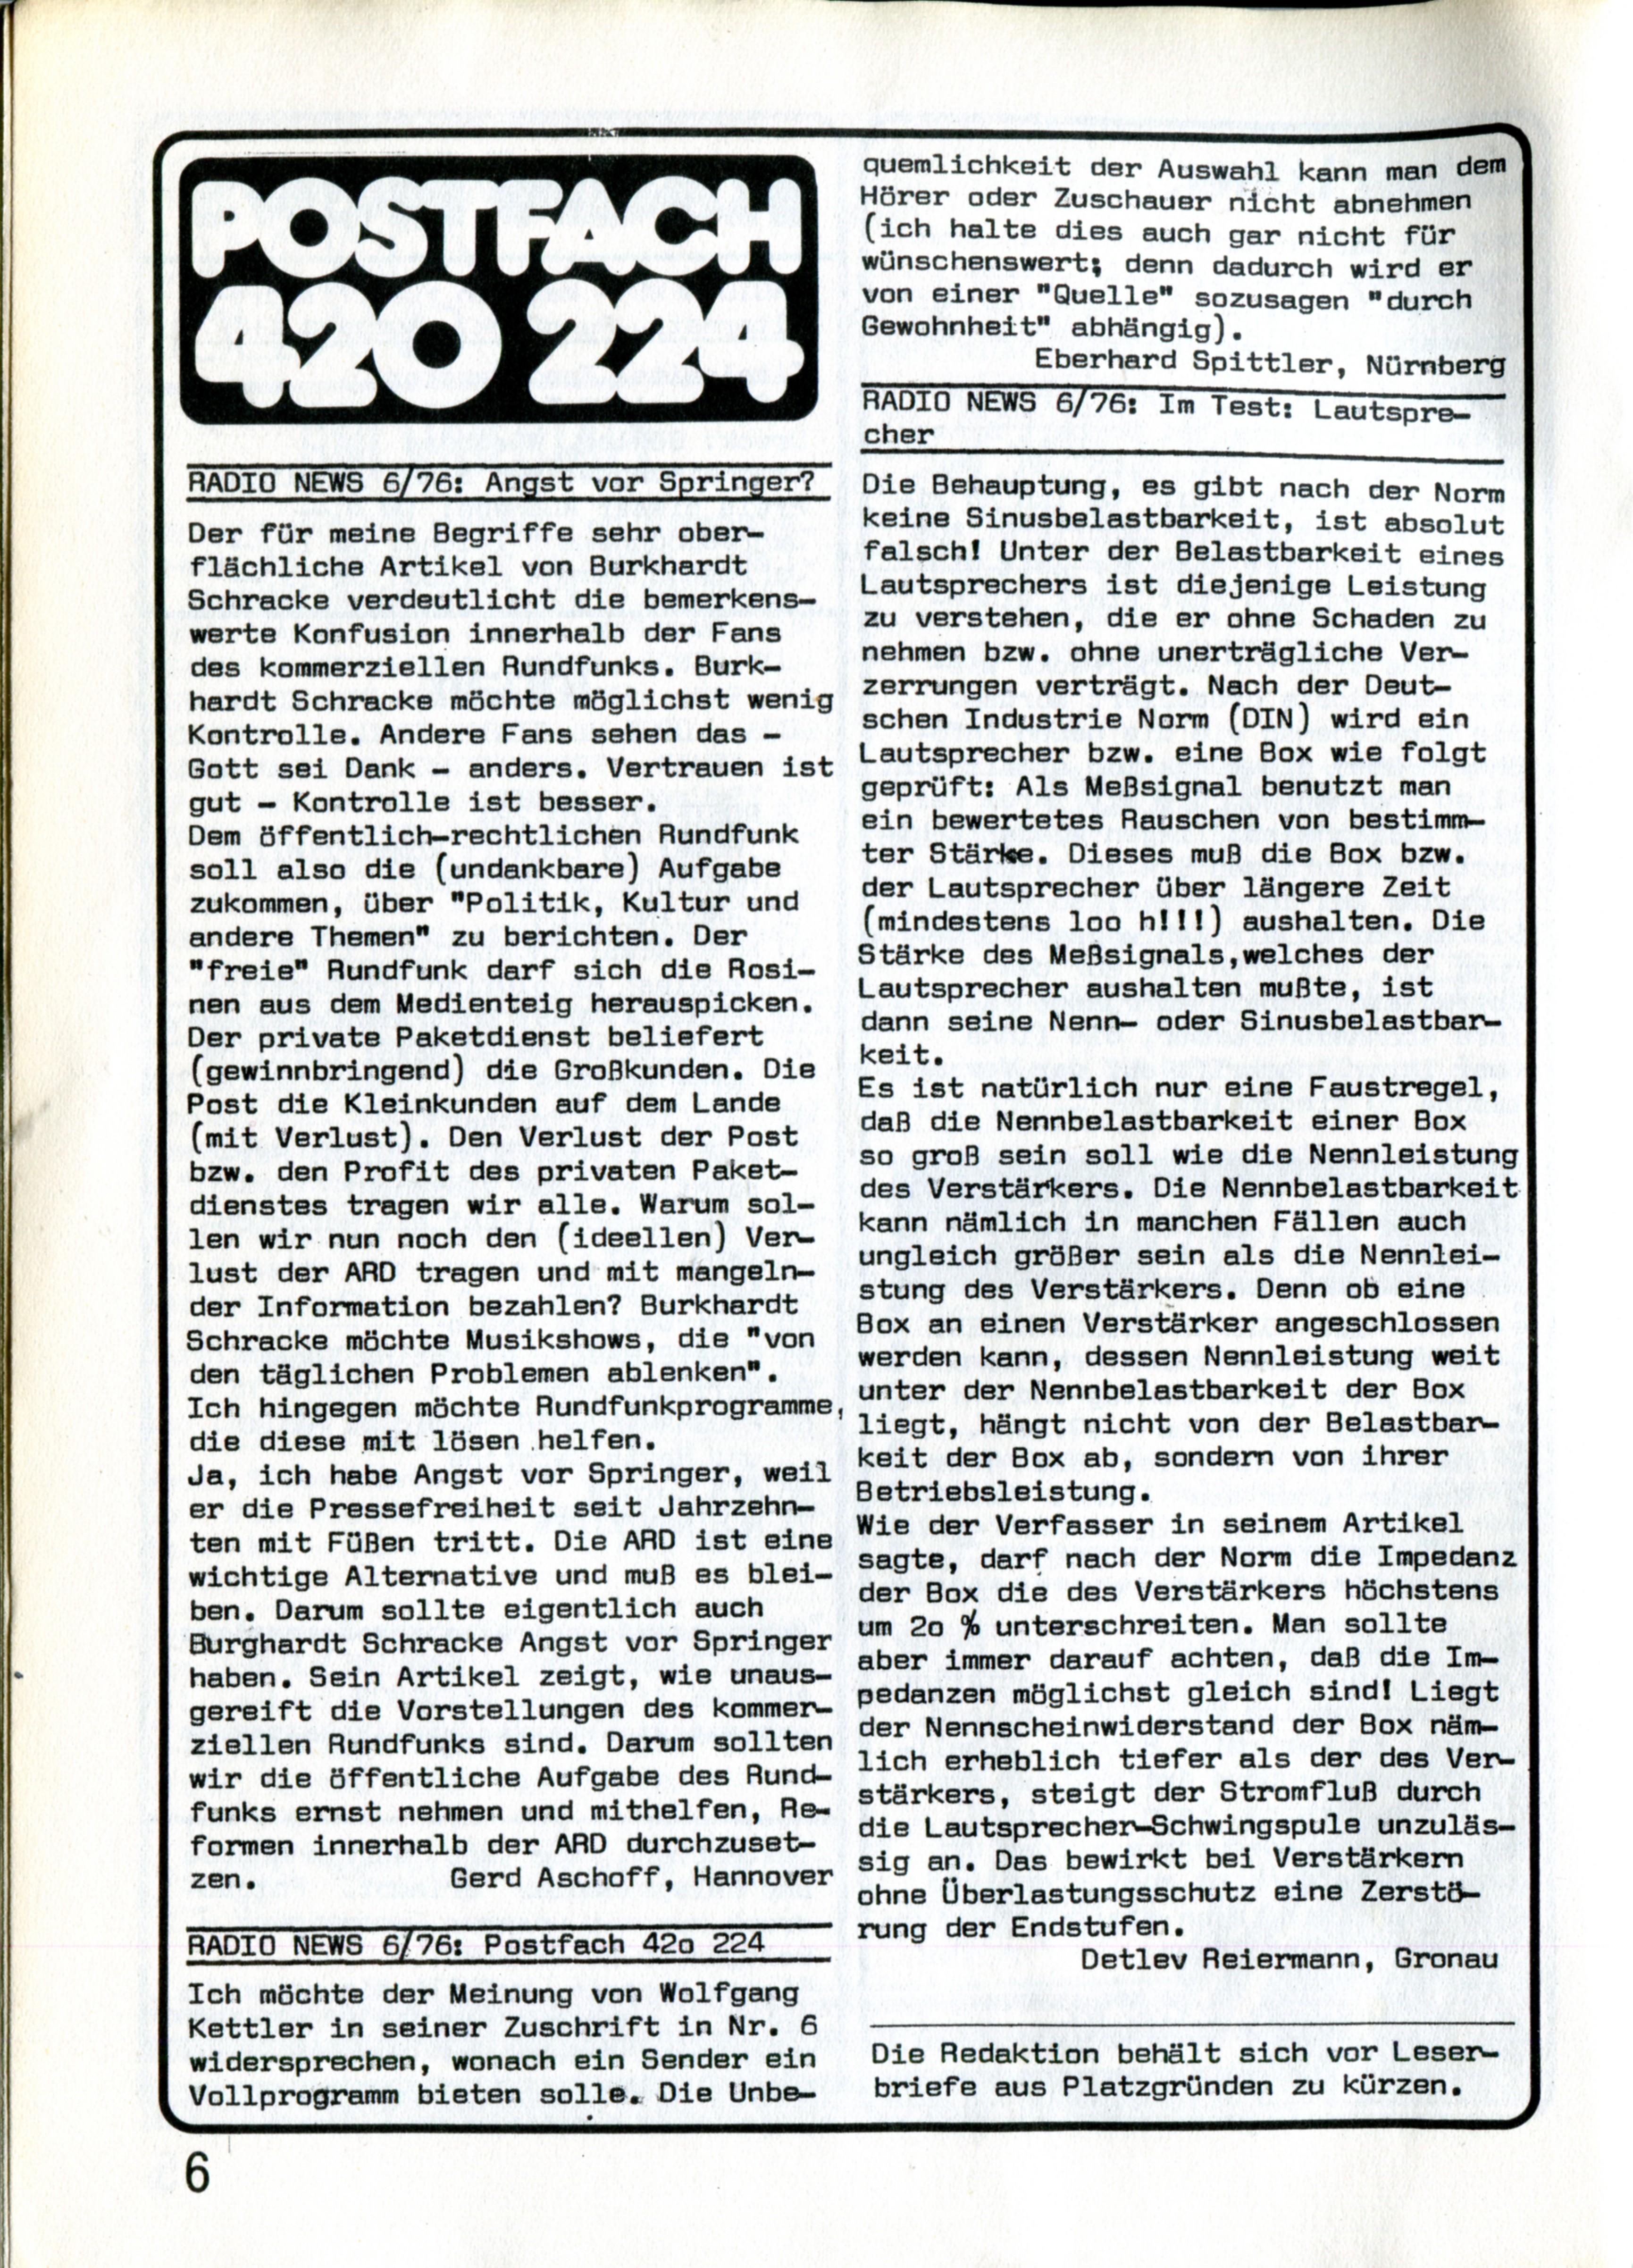 POSTFACH
420 224
RADIO NEWS 6/76: Angst vor Springer?
Der für meine Begriffe sehr ober-
flächliche Artikel von Burkhardt
Schracke verdeutlicht die bemerkens-
werte Konfusion innerhalb der Fans
des kommerziellen Rundfunks. Burk-
hardt Schracke möchte möglichst wenig
Kontrolle. Andere Fans sehen das -
Gott sei Dank - anders. Vertrauen ist
gut - Kontrolle ist besser.
Dem öffentlich-rechtlichen Rundfunk
soll also die (undankbare) Aufgabe
zukommen, über "Politik, Kultur und
andere Themen" zu berichten. Der
"freie" Rundfunk darf sich die Rosi-
nen aus dem Medienteig herauspicken.
Der private Paketdienst beliefert
(gewinnbringend) die Großkunden. Die
Post die Kleinkunden auf dem Lande
(mit Verlust). Den Verlust der Post
bzw. den Profit des privaten Paket-
dienstes tragen wir alle. Warum sol-
len wir nun noch den (ideellen) Ver-
lust der ARD tragen und mit mangeln-
der Information bezahlen? Burkhardt
Schracke möchte Musikshows, die "von
den täglichen Problemen ablenken".
Ich hingegen möchte Rundfunkprogramme,
die diese mit lösen helfen.
Ja, ich habe Angst vor Springer, weil
er die Pressefreiheit seit Jahrzehn-
ten mit Füßen tritt. Die ARD ist eine
wichtige Alternative und muß es blei-
ben. Darum sollte eigentlich auch
Burghardt Schracke Angst vor Springer
haben. Sein Artikel zeigt, wie unaus-
gereift die Vorstellungen des kommer-
ziellen Rundfunks sind. Darum sollten
wir die öffentliche Aufgabe des Rund-
funks ernst nehmen und mithelfen, Re-
formen innerhalb der ARD durchzuset-
zen. Gerd Aschoff, Hannover
RADIO NEWS 6/76: Postfach 42o 224
Ich möchte der Meinung von Wolfgang
Kettler in seiner Zuschrift in Nr. 6
widersprechen, wonach ein Sender ein
Vollprogramm bieten solle. Die Unbe-
quemlichkeit der Auswahl kann man dem
Hörer oder Zuschauer nicht abnehmen
(ich halte dies auch gar nicht für
wünschenswert; denn dadurch wird er
von einer "Quelle" sozusagen "durch
Gewohnheit" abhängig).
Eberhard Spittler, Nürnberg
RADIO NEWS 6/76: Im Test: Lautspre-
cher
Die Behauptung, es gibt nach der Norm
keine Sinusbelastbarkeit, ist absolut
falsch! Unter der Belastbarkeit eines
Lautsprechers ist diejenige Leistung
zu verstehen, die er ohne Schaden zu
nehmen bzw. ohne unerträgliche Ver-
zerrungen verträgt. Nach der Deut-
schen Industrie Norm (DIN) wird ein
Lautsprecher bzw. eine Box wie folgt
geprüft: Als Meßsignal benutzt man
ein bewertetes Rauschen von bestimm-
ter Stärke. Dieses muß die Box bzw.
der Lautsprecher über längere Zeit
(mindestens loo h!!!) aushalten. Die
Stärke des Meßsignals,welches der
Lautsprecher aushalten mußte, ist
dann seine Nenn- oder Sinusbelastbar-
keit.
Es ist natürlich nur eine Faustregel,
daß die Nennbelastbarkeit einer Box
so groß sein soll wie die Nennleistung
des Verstärkers. Die Nennbelastbarkeit
kann nämlich in manchen Fällen auch
ungleich größer sein als die Nennlei-
stung des Verstärkers. Denn ob eine
Box an einen Verstärker angeschlossen
werden kann, dessen Nennleistung weit
unter der Nennbelastbarkeit der Box
liegt, hängt nicht von der Belastbar-
keit der Box ab, sondern von ihrer
Betriebsleistung.
Wie der Verfasser in seinem Artikel
sagte, darf nach der Norm die Impedanz
der Box die des Verstärkers höchstens
um 2o % unterschreiten. Man sollte
aber immer darauf achten, daß die Im-
pedanzen möglichst gleich sind! Liegt
der Nennscheinwiderstand der Box näm-
lich erheblich tiefer als der des Ver-
stärkers, steigt der Stromfluß durch
die Lautsprecher-Schwingspule unzuläs-
sig an. Das bewirkt bei Verstärkern
ohne Überlastungsschutz eine Zerstö-
rung der Endstufen.
Detlev Reiermann, Gronau
Die Redaktion behält sich vor Leser-
briefe aus Platzgründen zu kürzen.
6